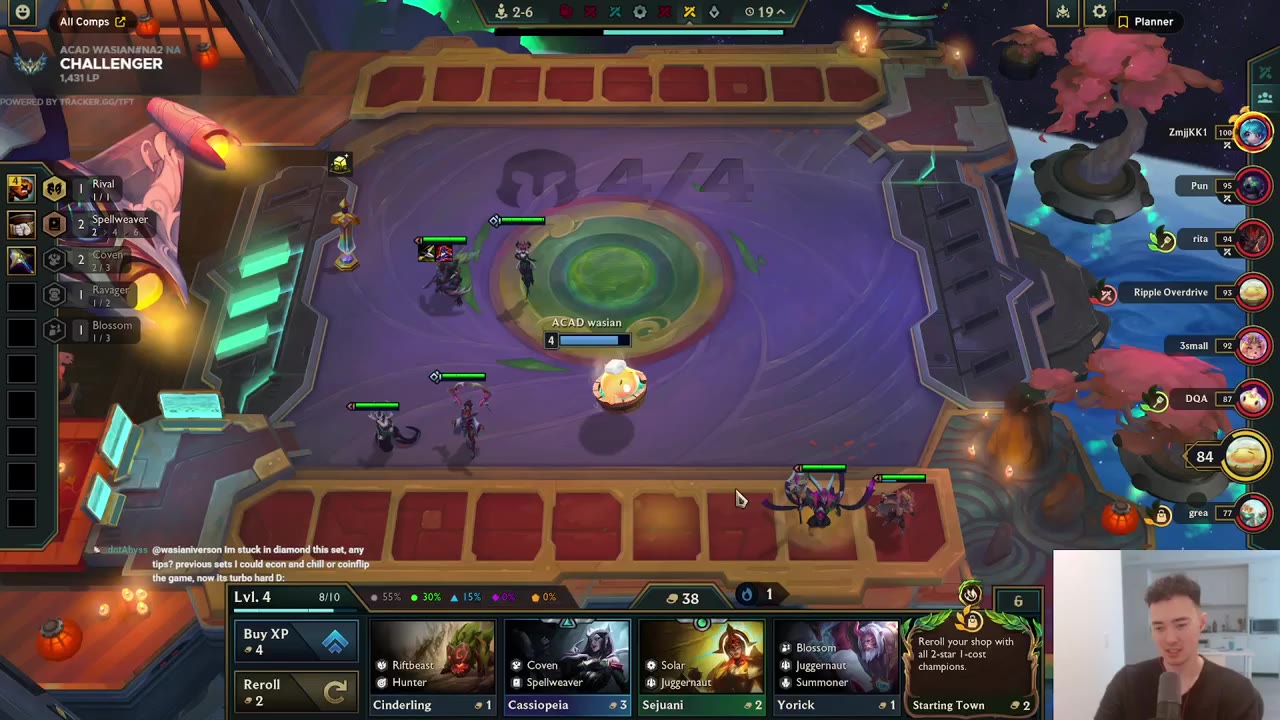 All Comps
2-6
19
Planner
ACAD WASIAN#NA2 NA
CHALLENGER
1,431 LP
POWERED BY TRACKER.GG/TFT
4/4
ZmjjKK1 100
Pun 95
rita 94
Ripple Overdrive 93
3small 92
DQA 87
84
grea 77
4
1 Rival
1 / 1
2 Spellweaver
2 > 4 > 6
2 Coven
2 / 3
1 Ravager
1 / 2
1 Blossom
1 / 3
ACAD wasian
4
dntAbyss @wasianiverson Im stuck in diamond this set, any
tips? previous sets I could econ and chill or coinflip
the game, now its turbo hard D:
Lvl. 4 8/10 55% 30% 15% 0% 0% 38 1 6
Buy XP
4
Reroll
2
Riftbeast
Hunter
Cinderling 1
Coven
Spellweaver
Cassiopeia 3
Solar
Juggernaut
Sejuani 2
Blossom
Juggernaut
Summoner
Yorick 1
Reroll your shop with
all 2-star 1-cost
champions.
Starting Town 2